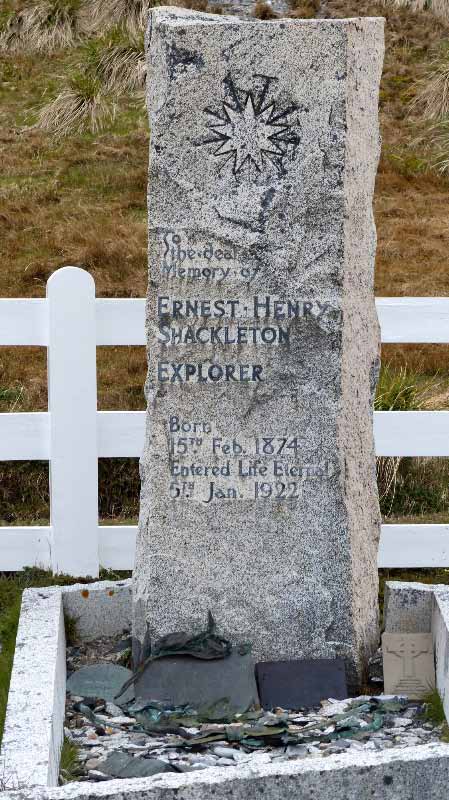 To
the·dear
Memory·of
ERNEST·HENRY
SHACKLETON
EXPLORER
Born
15TH Feb. 1874
Entered Life Eternal
5TH Jan. 1922